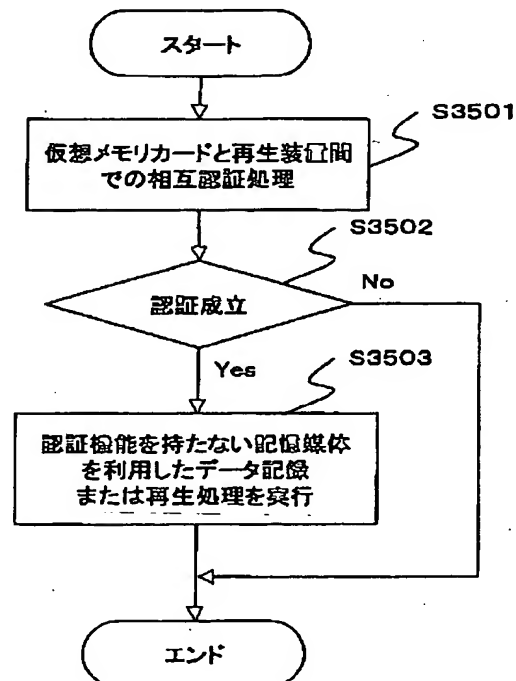 スタート
S3501
仮想メモリカードと再生装置間
での相互認証処理
S3502
認証成立
No
Yes
S3503
認証機能を持たない記憶媒体
を利用したデータ記録
または再生処理を実行
エンド